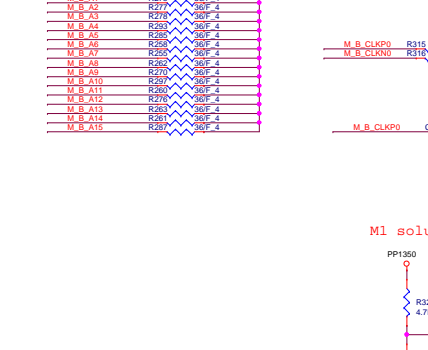 M_B_A2 R277 36/F_4
M_B_A3 R278 36/F_4
M_B_A4 R293 36/F_4
M_B_A5 R285 36/F_4
M_B_A6 R258 36/F_4
M_B_A7 R255 36/F_4
M_B_A8 R262 36/F_4
M_B_A9 R270 36/F_4
M_B_A10 R297 36/F_4
M_B_A11 R260 36/F_4
M_B_A12 R276 36/F_4
M_B_A13 R263 36/F_4
M_B_A14 R261 36/F_4
M_B_A15 R287 36/F_4
M_B_CLKP0 R315
M_B_CLKN0 R316
M_B_CLKP0
M1 solu
PP1350
R32
4.7